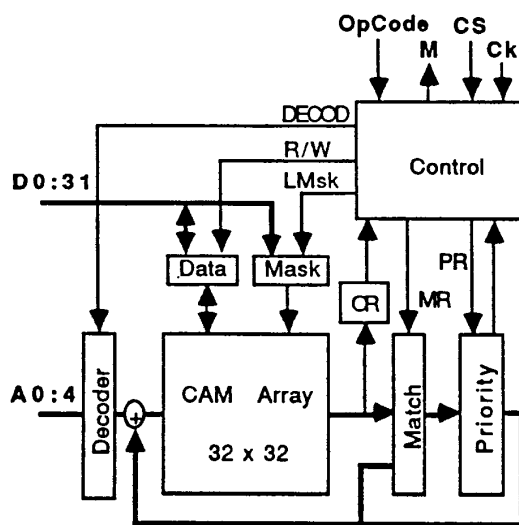 OpCode CS
M Ck
DECOD
R/W
Control
D0:31
LMsk
Data
Mask
PR
OR
MR
A0:4
Decoder
+
CAM Array
32 x 32
Match
Priority